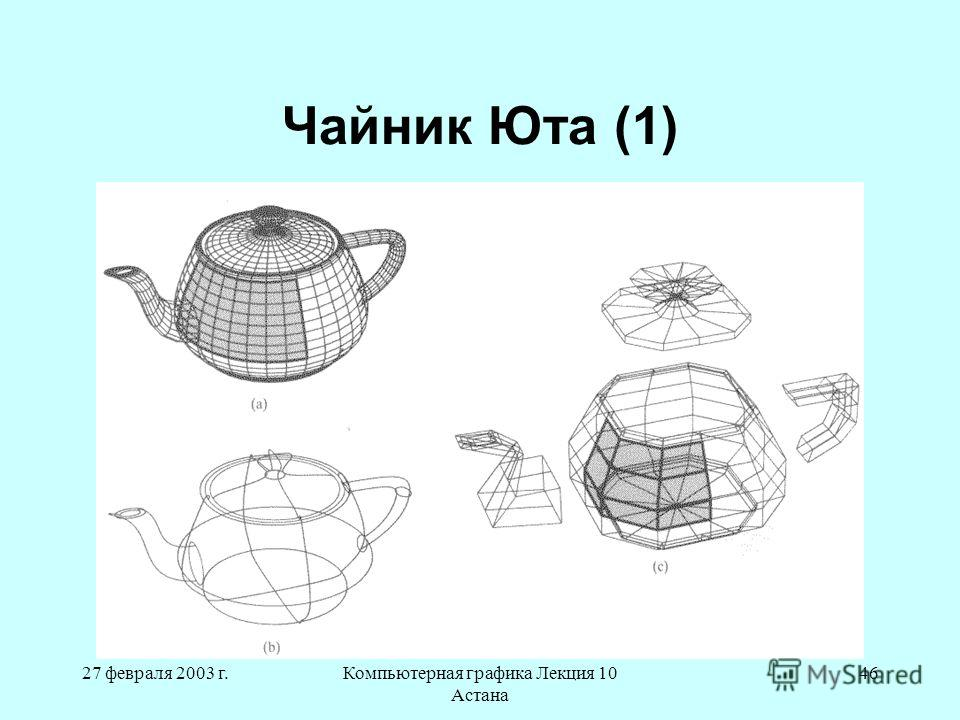 Чайник Юта (1)
(a)
(b)
(c)
27 февраля 2003 г.
Компьютерная графика Лекция 10
Астана
46
MyShared